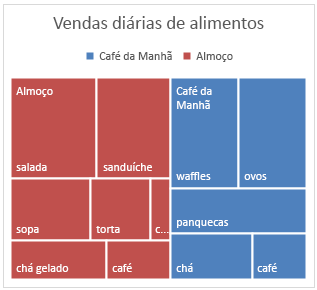 Vendas diárias de alimentos
Café da Manhã Almoço
Almoço
Café da
Manhã
salada
sanduíche
waffles
ovos
sopa
torta
c...
panquecas
chá gelado
café
chá
café